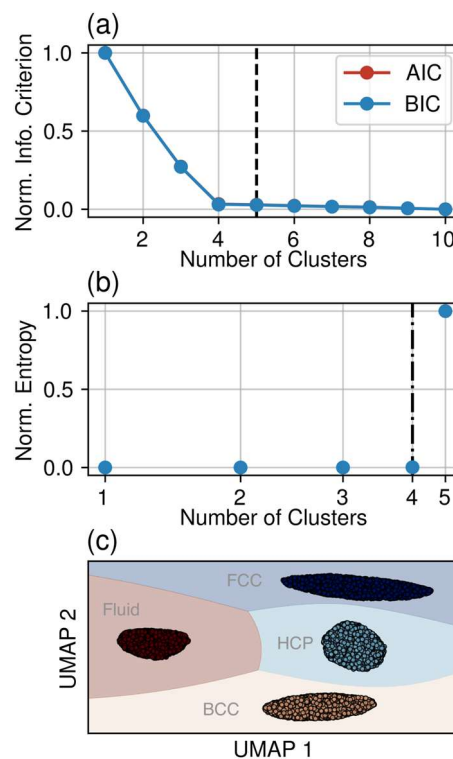 (a)
Norm. Info. Criterion
1.0
0.5
0.0
AIC
BIC
2 4 6 8 10
Number of Clusters
(b)
Norm. Entropy
1.0
0.5
0.0
1 2 3 4 5
Number of Clusters
(c)
UMAP 2
FCC
Fluid
HCP
BCC
UMAP 1